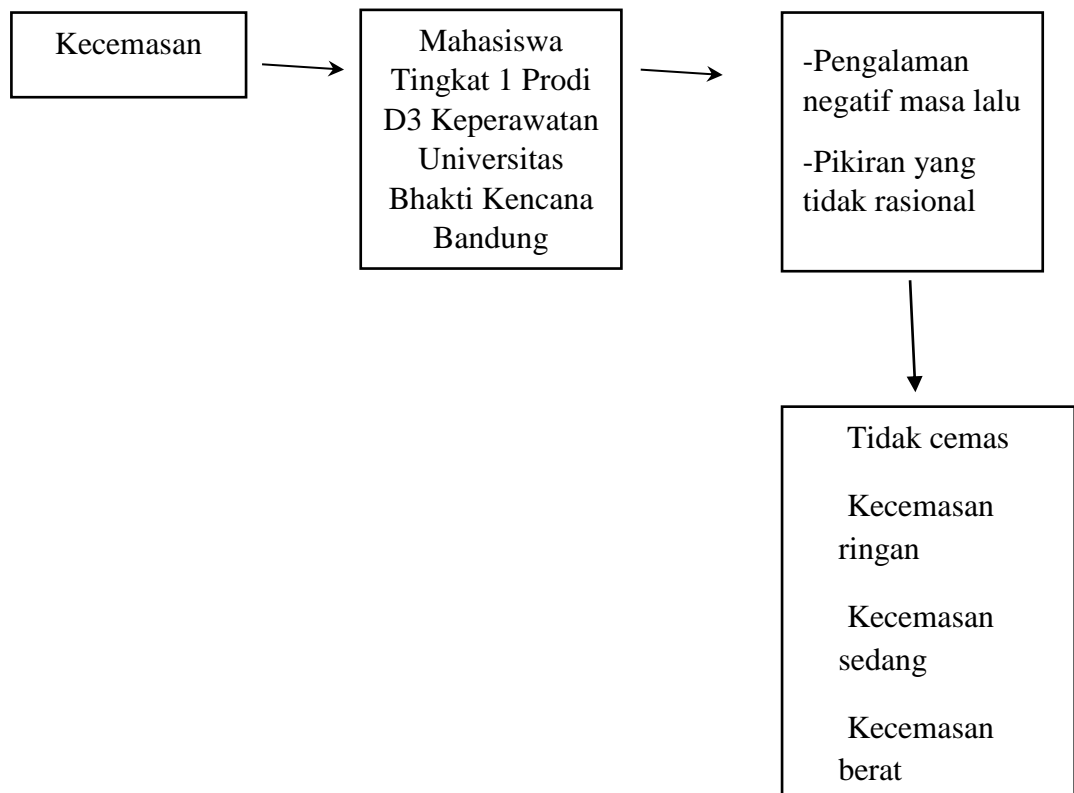 Kecemasan
Mahasiswa
Tingkat 1 Prodi
D3 Keperawatan
Universitas
Bhakti Kencana
Bandung
-Pengalaman
negatif masa lalu
-Pikiran yang
tidak rasional
Tidak cemas
Kecemasan
ringan
Kecemasan
sedang
Kecemasan
berat